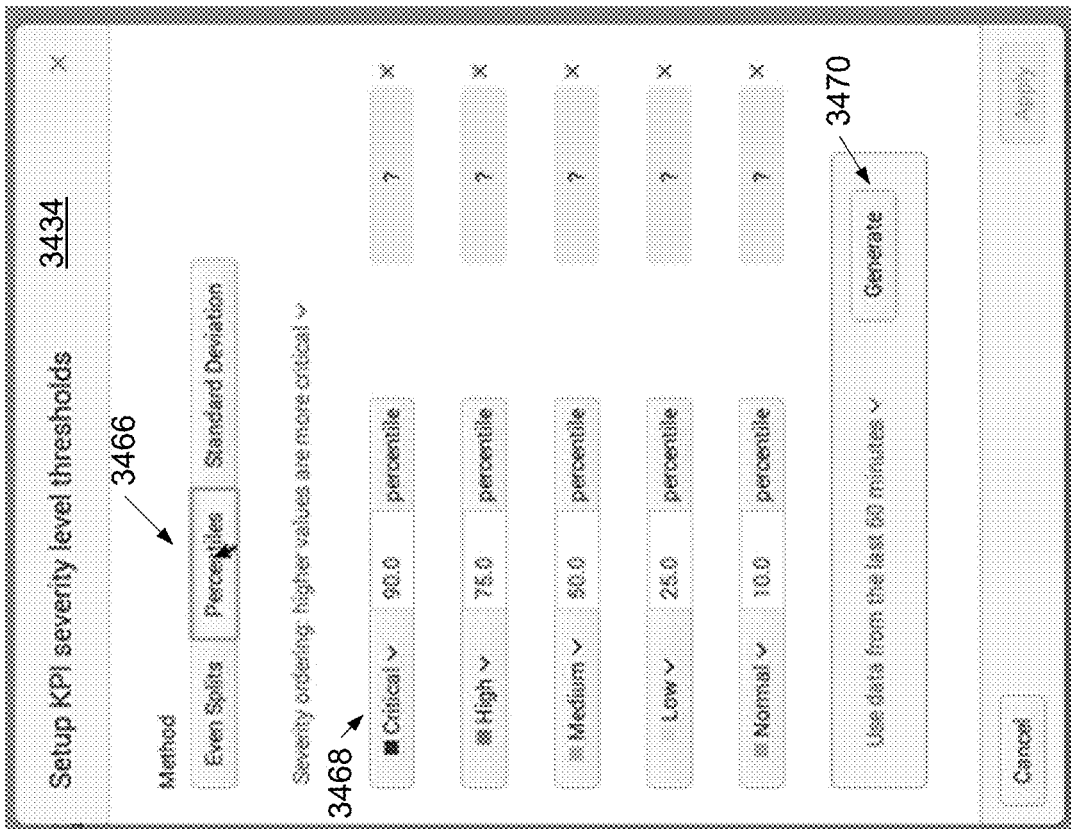 Setup KPI severity level thresholds 3434 ×
3466
Method
Even Splits Percentiles Standard Deviation
Severity ordering: higher values are more critical
3468
Critical 90.0 percentile ? ×
High 75.0 percentile ? ×
Medium 50.0 percentile ? ×
Low 25.0 percentile ? ×
Normal 10.0 percentile ? ×
3470
Use data from the last 60 minutes Generate
Cancel Apply